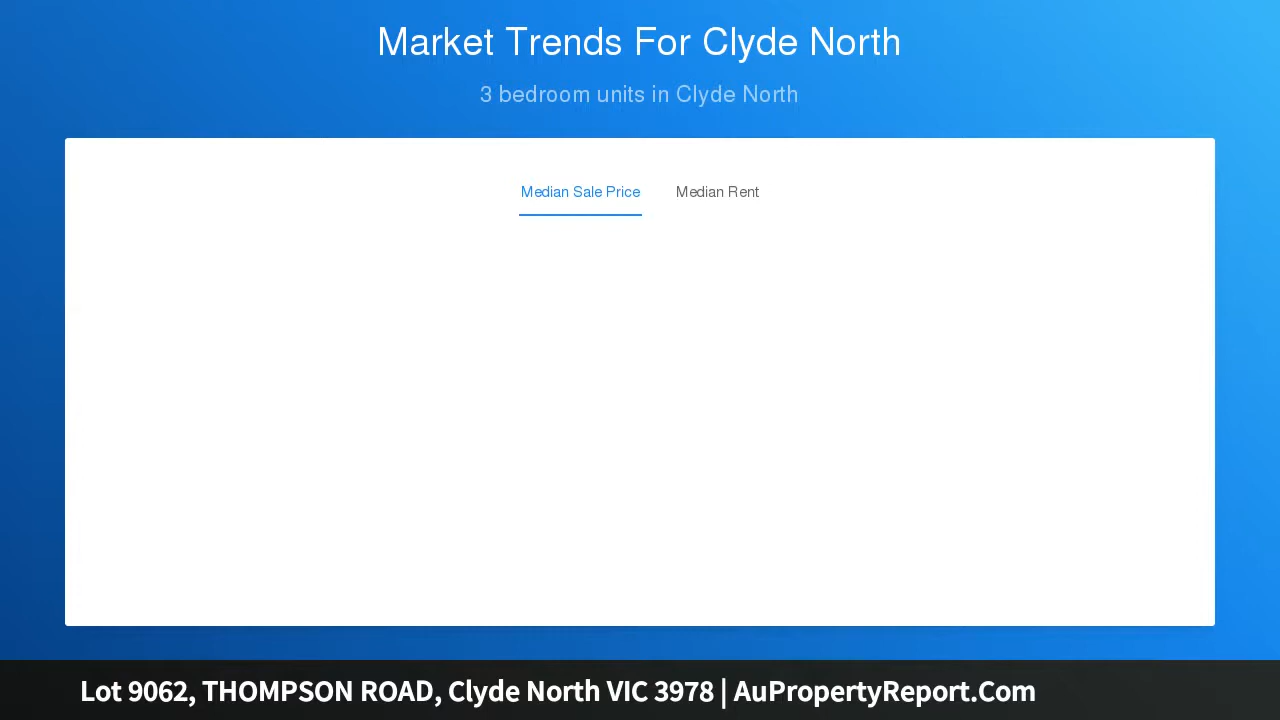 Market Trends For Clyde North
3 bedroom units in Clyde North
Median Sale Price Median Rent
Lot 9062, THOMPSON ROAD, Clyde North VIC 3978 | AuPropertyReport.Com